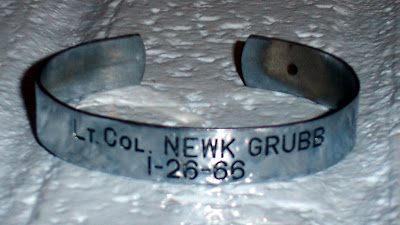 LT. COL. NEWK GRUBB
1-26-66